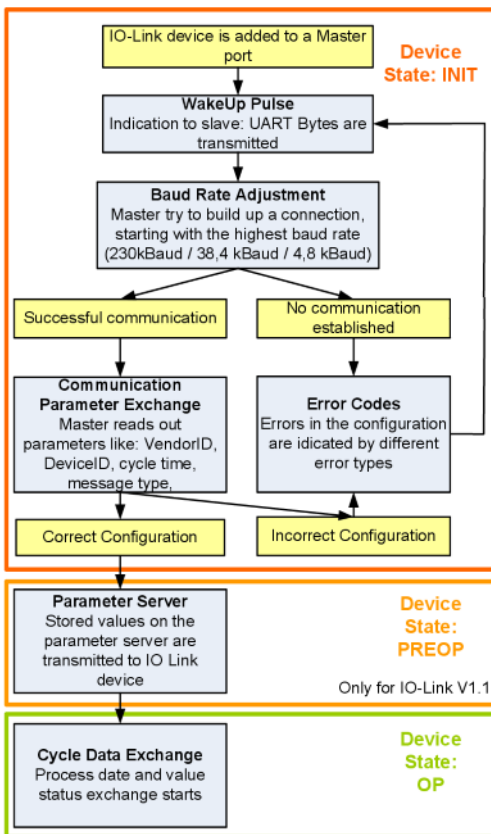 IO-Link device is added to a Master
port
Device
State: INIT
WakeUp Pulse
Indication to slave: UART Bytes are
transmitted
Baud Rate Adjustment
Master try to build up a connection,
starting with the highest baud rate
(230kBaud / 38,4 kBaud / 4,8 kBaud)
Successful communication
No communication
established
Communication
Parameter Exchange
Master reads out
parameters like: VendorID,
DeviceID, cycle time,
message type,
Error Codes
Errors in the configuration
are idicated by different
error types
Correct Configuration
Incorrect Configuration
Parameter Server
Stored values on the
parameter server are
transmitted to IO Link
device
Device
State:
PREOP
Only for IO-Link V1.1
Cycle Data Exchange
Process date and value
status exchange starts
Device
State:
OP